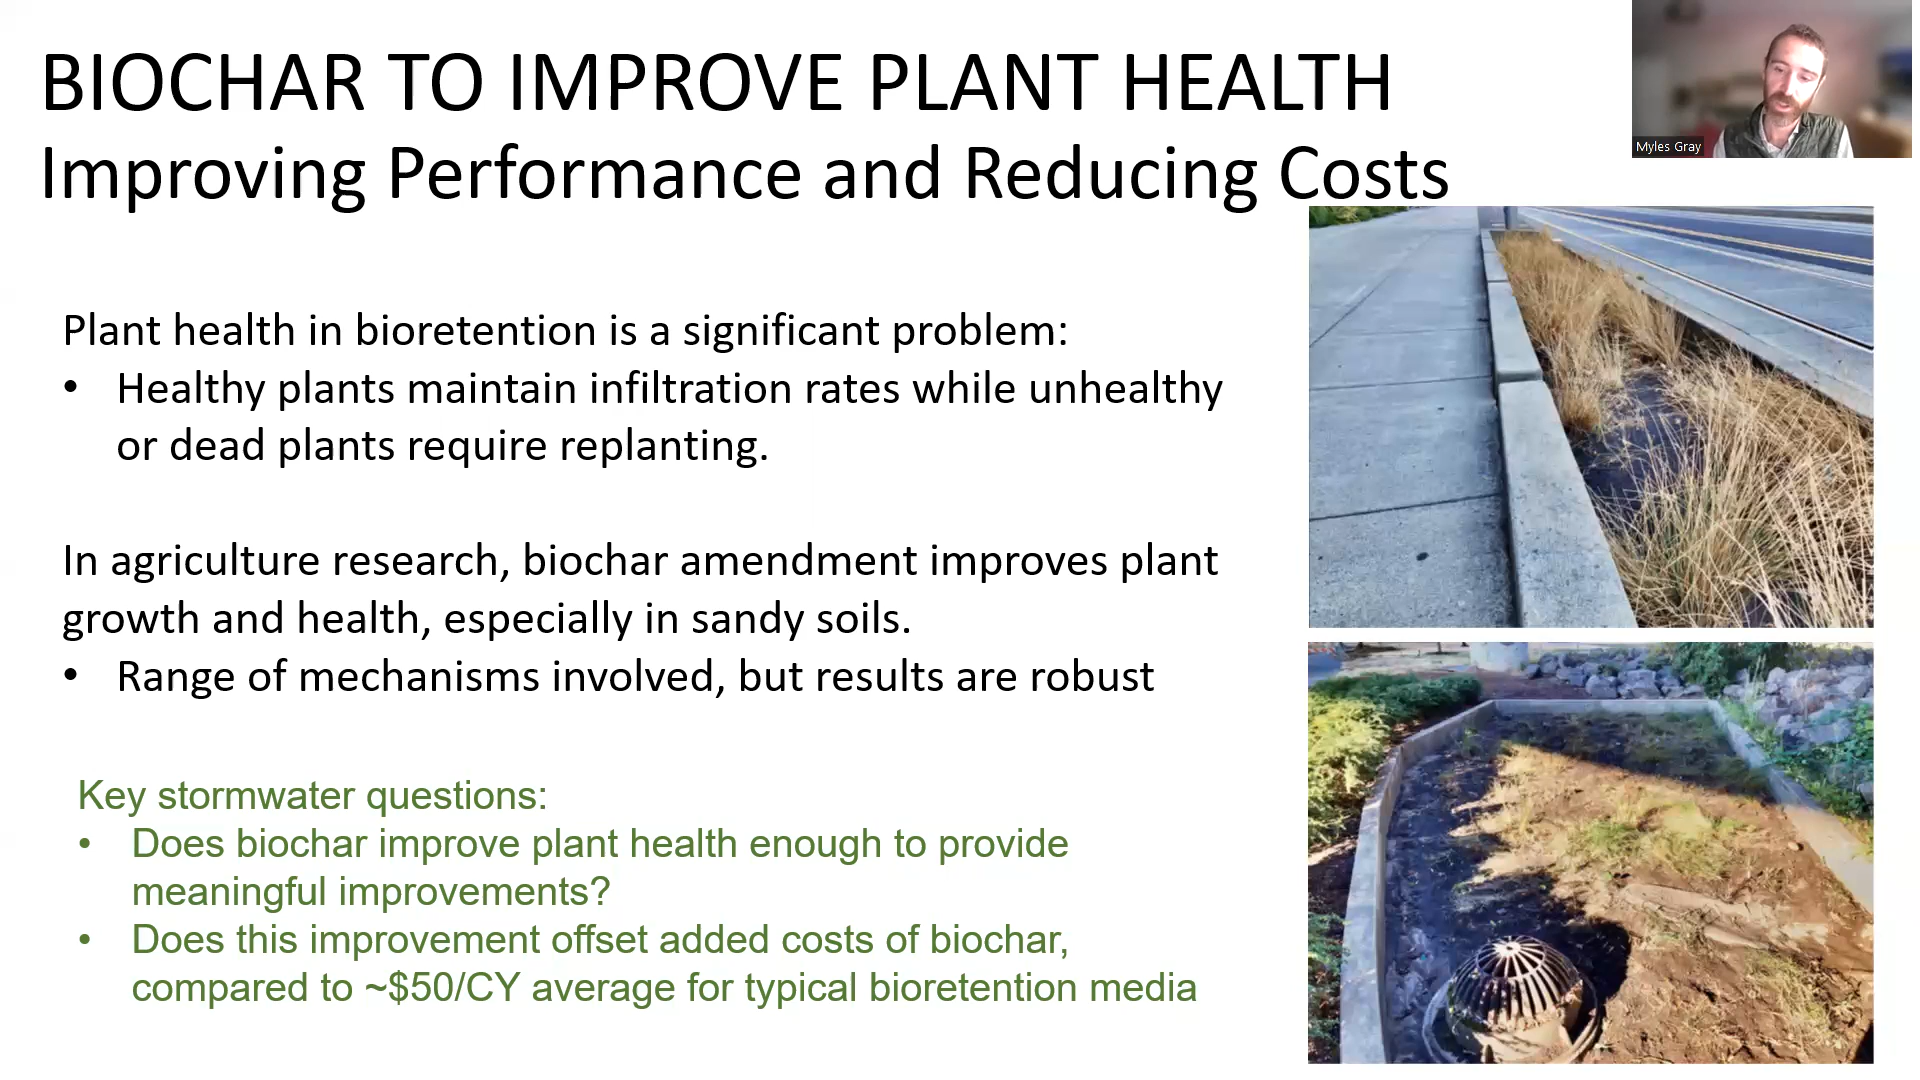 BIOCHAR TO IMPROVE PLANT HEALTH
Improving Performance and Reducing Costs
Myles Gray
Plant health in bioretention is a significant problem:
• Healthy plants maintain infiltration rates while unhealthy
or dead plants require replanting.
In agriculture research, biochar amendment improves plant
growth and health, especially in sandy soils.
• Range of mechanisms involved, but results are robust
Key stormwater questions:
• Does biochar improve plant health enough to provide
meaningful improvements?
• Does this improvement offset added costs of biochar,
compared to ~$50/CY average for typical bioretention media